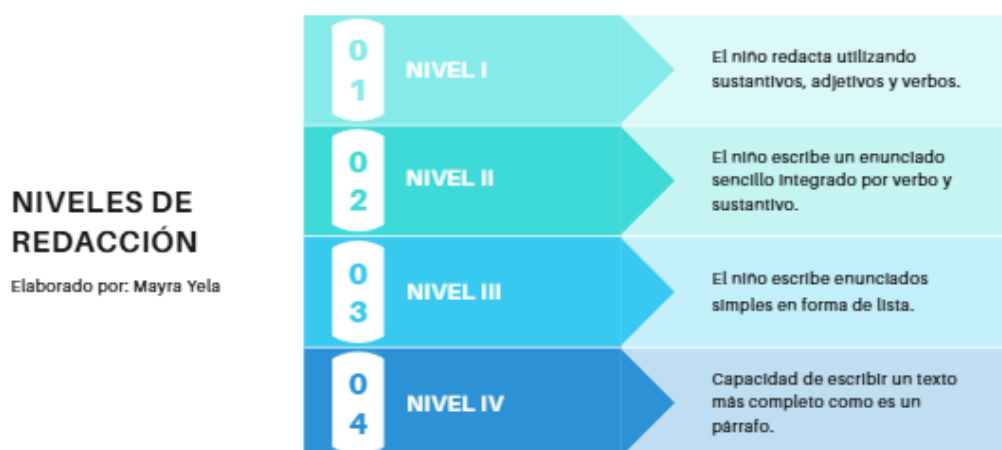 NIVELES DE
REDACCIÓN
Elaborado por: Mayra Yela
0
1
NIVEL I
El niño redacta utilizando
sustantivos, adjetivos y verbos.
0
2
NIVEL II
El niño escribe un enunciado
sencillo integrado por verbo y
sustantivo.
0
3
NIVEL III
El niño escribe enunciados
simples en forma de lista.
0
4
NIVEL IV
Capacidad de escribir un texto
más completo como es un
párrafo.